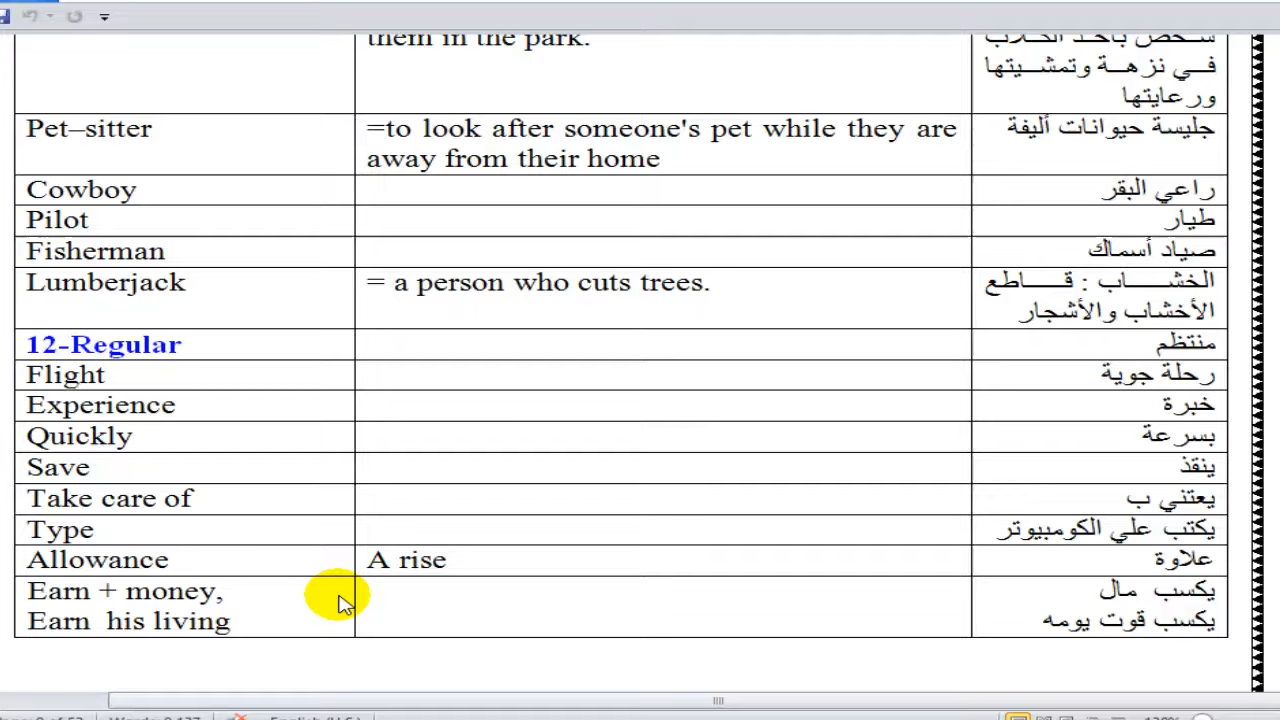 them in the park.
شخص بأخذ الكلاب
في نزهة وتمشيتها
ورعايتها
Pet–sitter
=to look after someone's pet while they are
away from their home
جليسة حيوانات أليفة
Cowboy
راعي البقر
Pilot
طيار
Fisherman
صياد أسماك
Lumberjack
= a person who cuts trees.
الخشاب : قاطع
الأخشاب والأشجار
12-Regular
منتظم
Flight
رحلة جوية
Experience
خبرة
Quickly
بسرعة
Save
ينقذ
Take care of
يعتني ب
Type
يكتب علي الكومبيوتر
Allowance
A rise
علاوة
Earn + money,
Earn his living
يكسب مال
يكسب قوت يومه